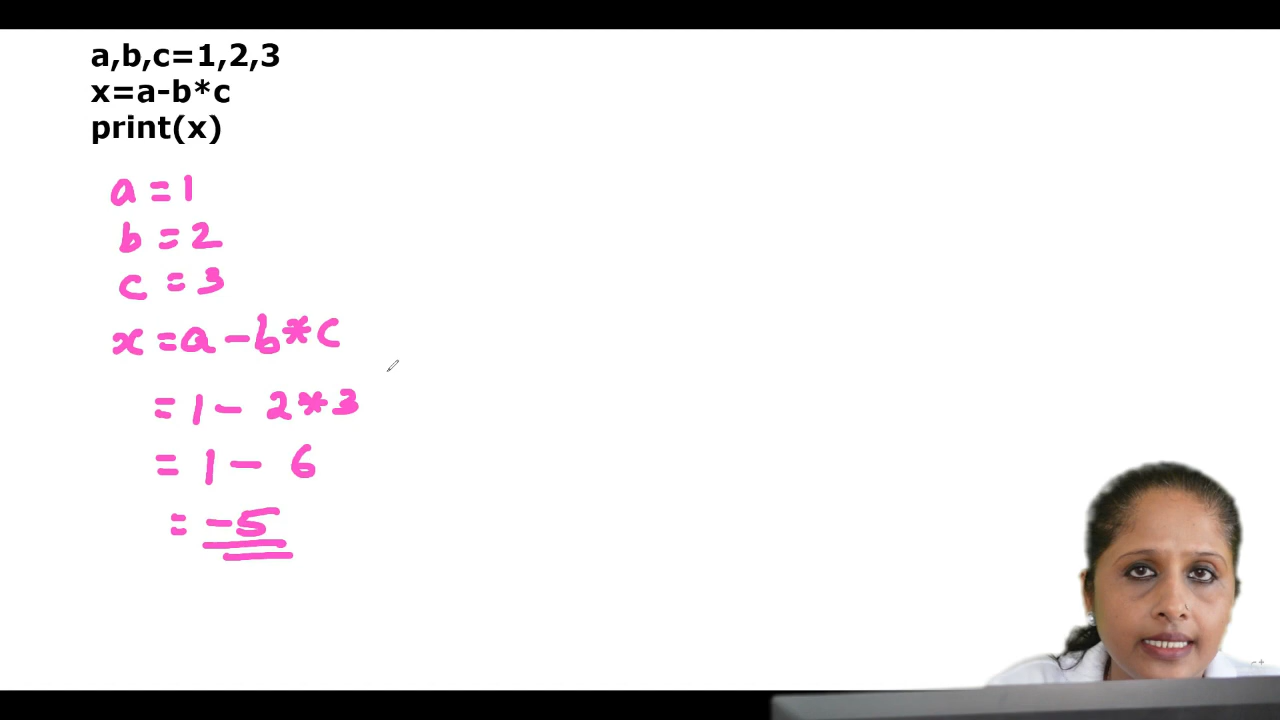 a,b,c=1,2,3
x=a-b*c
print(x)
a = 1
b = 2
c = 3
x = a - b * c
= 1 - 2 * 3
= 1 - 6
= -5